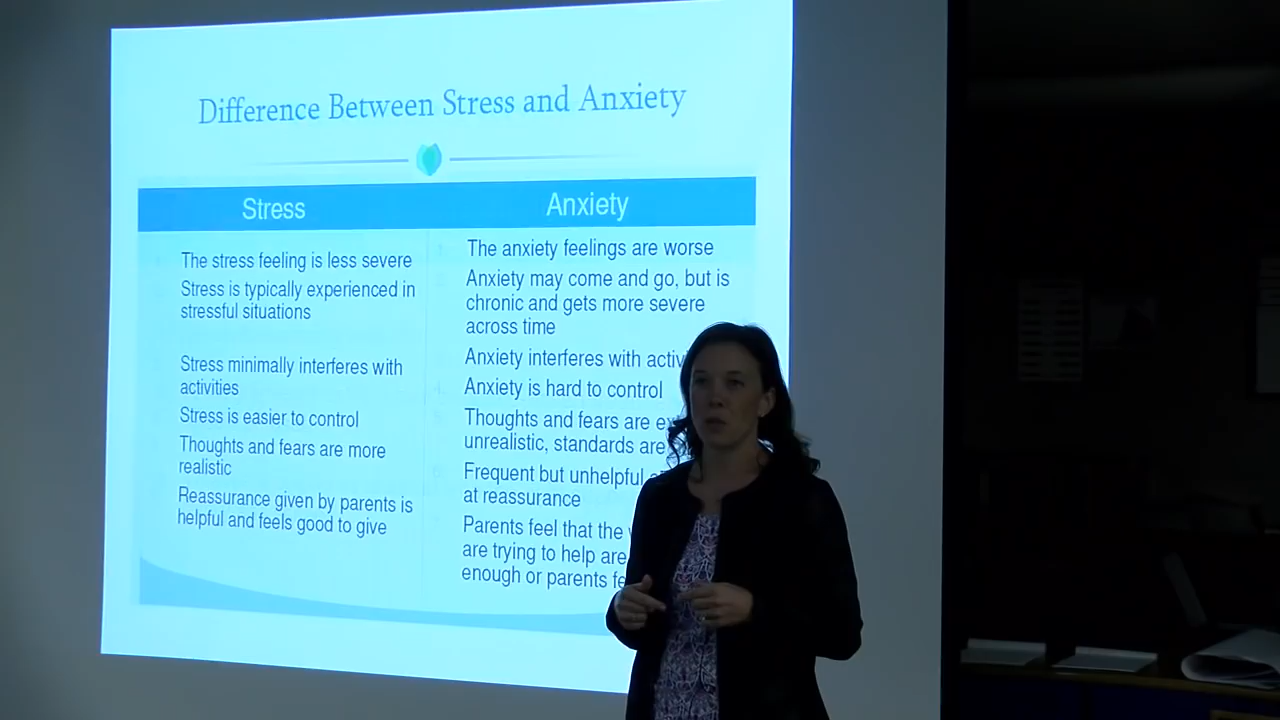 Difference Between Stress and Anxiety
Stress
The stress feeling is less severe
Stress is typically experienced in
stressful situations
Stress minimally interferes with
activities
Stress is easier to control
Thoughts and fears are more
realistic
Reassurance given by parents is
helpful and feels good to give
Anxiety
The anxiety feelings are worse
Anxiety may come and go, but is
chronic and gets more severe
across time
Anxiety interferes with
Anxiety is hard to control
Thoughts and fears are
unrealistic, standards are
Frequent but unhelpful
at reassurance
Parents feel that the
are trying to help are
enough or parents